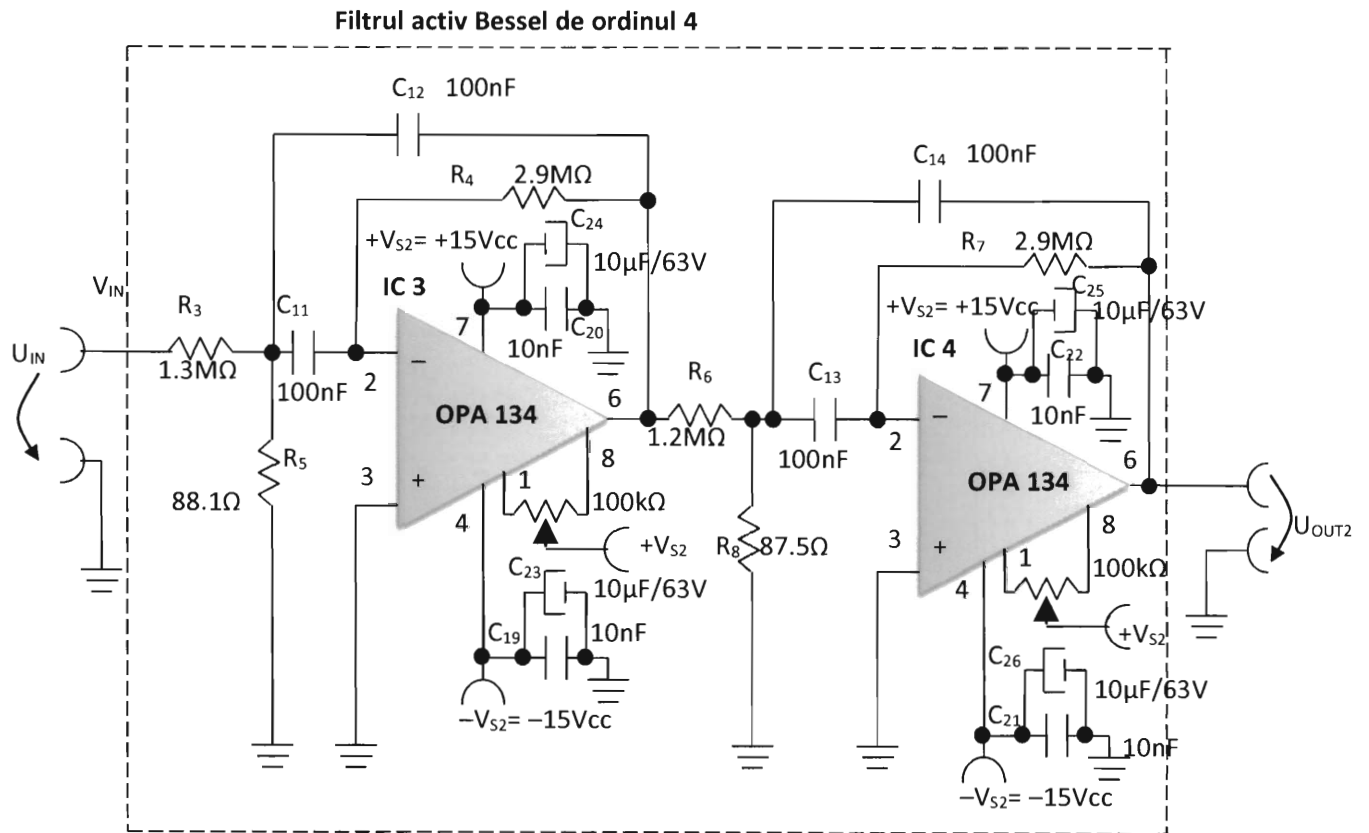 Filtrul activ Bessel de ordinul 4
C12 100nF
R4 2.9MΩ
C24
+VS2= +15Vcc
10µF/63V
IC 3
VIN
R3
C11
7
C20
10nF
UIN
1.3MΩ
100nF
2
−
OPA 134
6
R6
1.2MΩ
R5
88.1Ω
3
+
1
8
4
100kΩ
+VS2
C23
10µF/63V
C19
10nF
−VS2= −15Vcc
C14 100nF
R7 2.9MΩ
C25
+VS2= +15Vcc
10µF/63V
IC 4
C22
7
10nF
C13
100nF
2
−
OPA 134
6
R8 87.5Ω
3
+
1
8
4
100kΩ
+VS2
UOUT2
C26
10µF/63V
C21
10nF
−VS2= −15Vcc